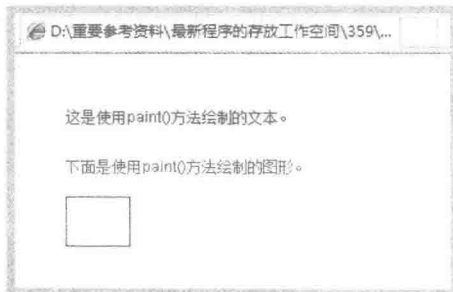 D:\重要参考资料\最新程序的存放工作空间\359\...
这是使用paint()方法绘制的文本。
下面是使用paint()方法绘制的图形。